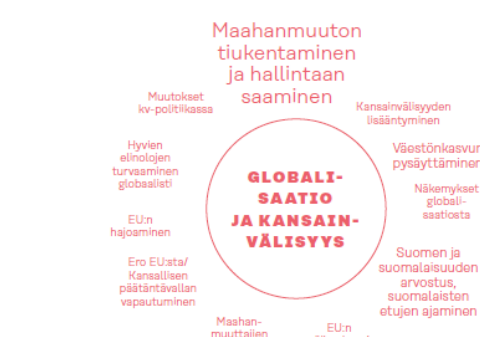 Maahanmuuton
tiukentaminen
ja hallintaan
saaminen
Muutokset
kv-politiikassa
Kansainvälisyyden
lisääntyminen
Hyvien
elinolojen
turvaaminen
globaalisti
GLOBALI-
SAATIO
JA KANSAIN-
VÄLISYYS
Väestönkasvun
pysäyttäminen
Näkemykset
globali-
saatiosta
EU:n
hajoaminen
Ero EU:sta/
Kansallisen
päätäntävallan
vapautuminen
Suomen ja
suomalaisuuden
arvostus,
suomalaisten
etujen ajaminen
Maahan-
muuttajien
EU:n